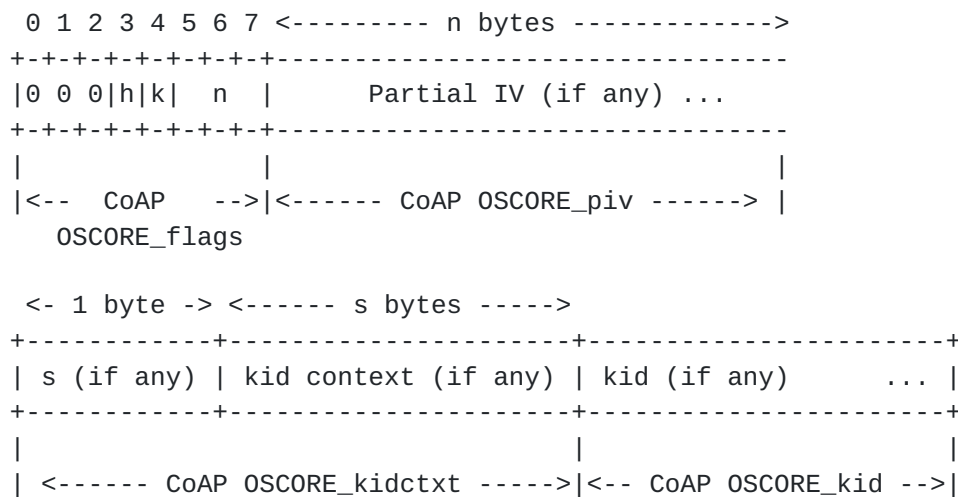 0 1 2 3 4 5 6 7 <--------- n bytes ------------->
+-+-+-+-+-+-+-+-+---------------------------------
|0 0 0|h|k|  n  |      Partial IV (if any) ...
+-+-+-+-+-+-+-+-+---------------------------------
|               |                                |
|<--  CoAP   -->|<------ CoAP OSCORE_piv ------> |
   OSCORE_flags

 <- 1 byte -> <------ s bytes ----->
+------------+----------------------+-----------------------+
| s (if any) | kid context (if any) | kid (if any)      ... |
+------------+----------------------+-----------------------+
|                                   |                       |
| <------ CoAP OSCORE_kidctxt ----->|<-- CoAP OSCORE_kid -->|